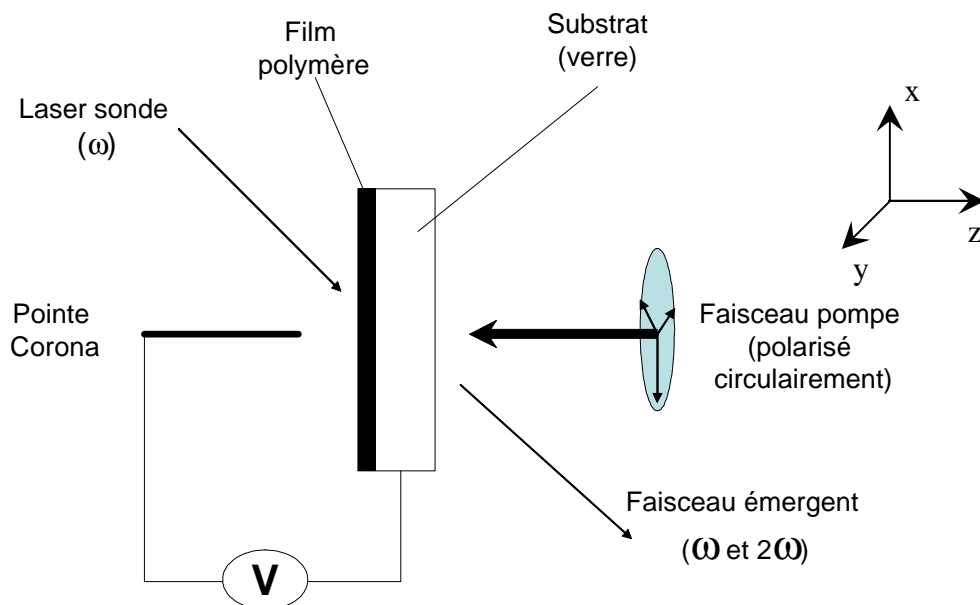 Film
polymère
Substrat
(verre)
Laser sonde
(ω)
x
z
y
Pointe
Corona
Faisceau pompe
(polarisé
circulairement)
Faisceau émergent
(ω et 2ω)
V